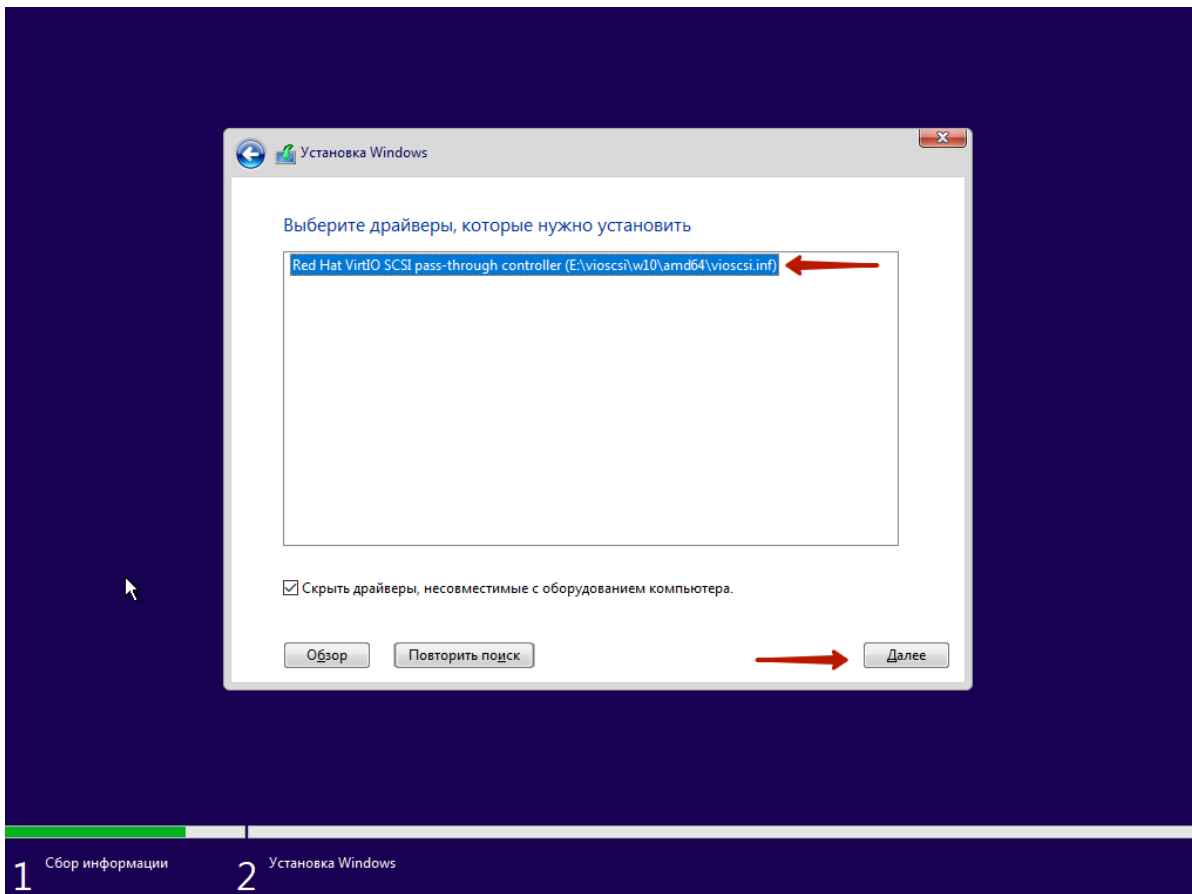 Установка Windows
Выберите драйверы, которые нужно установить
Red Hat VirtIO SCSI pass-through controller (E:\vioscsi\w10\amd64\vioscsi.inf)
Скрыть драйверы, несовместимые с оборудованием компьютера.
Обзор Повторить поиск Далее
1 Сбор информации 2 Установка Windows